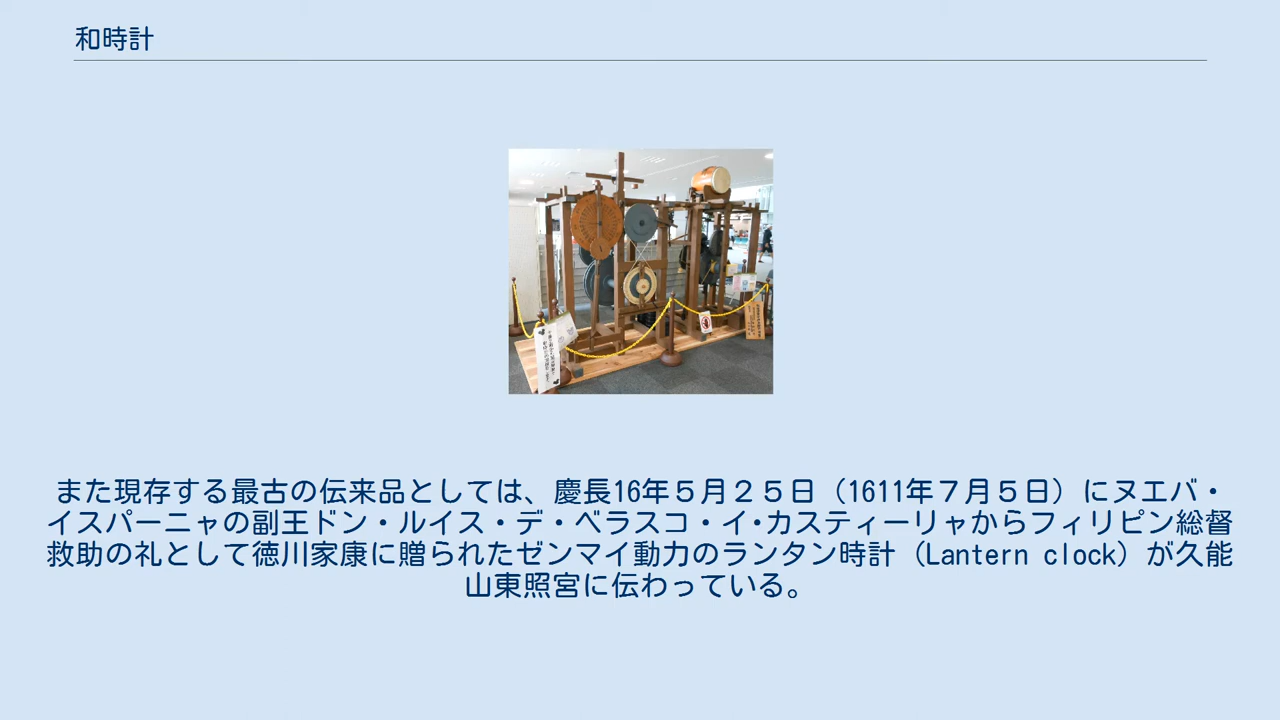 和時計
また現存する最古の伝来品としては、慶長16年５月２５日（1611年７月５日）にヌエバ・
イスパーニャの副王ドン・ルイス・デ・ベラスコ・イ・カスティーリャからフィリピン総督
救助の礼として徳川家康に贈られたゼンマイ動力のランタン時計（Lantern clock）が久能
山東照宮に伝わっている。